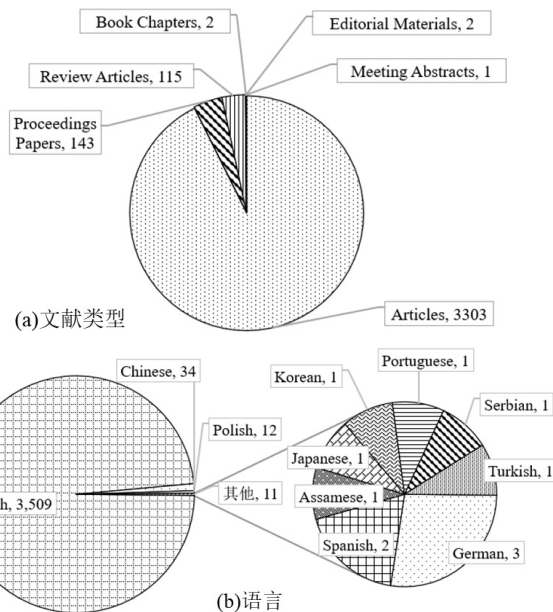 Book Chapters, 2
Editorial Materials, 2
Review Articles, 115
Meeting Abstracts, 1
Proceedings
Papers, 143
Articles, 3303
(a)文献类型
Chinese, 34
Polish, 12
其他, 11
h, 3,509
Korean, 1
Portuguese, 1
Serbian, 1
Japanese, 1
Turkish, 1
Assamese, 1
Spanish, 2
German, 3
(b)语言